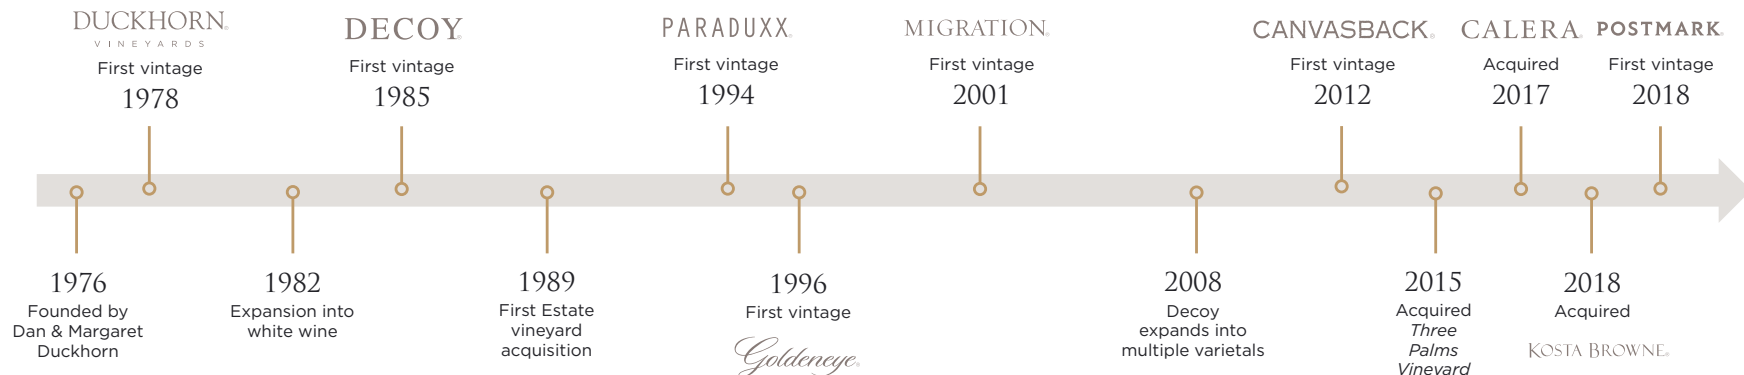 DUCKHORN®
VINEYARDS
First vintage
1978
DECOY®
First vintage
1985
PARADUXX®
First vintage
1994
MIGRATION®
First vintage
2001
CANVASBACK®
First vintage
2012
CALERA®
Acquired
2017
POSTMARK®
First vintage
2018
1976
Founded by
Dan & Margaret
Duckhorn
1982
Expansion into
white wine
1989
First Estate
vineyard
acquisition
1996
First vintage
Goldeneye®
2008
Decoy
expands into
multiple varietals
2015
Acquired
Three
Palms
Vineyard
2018
Acquired
KOSTA BROWNE®